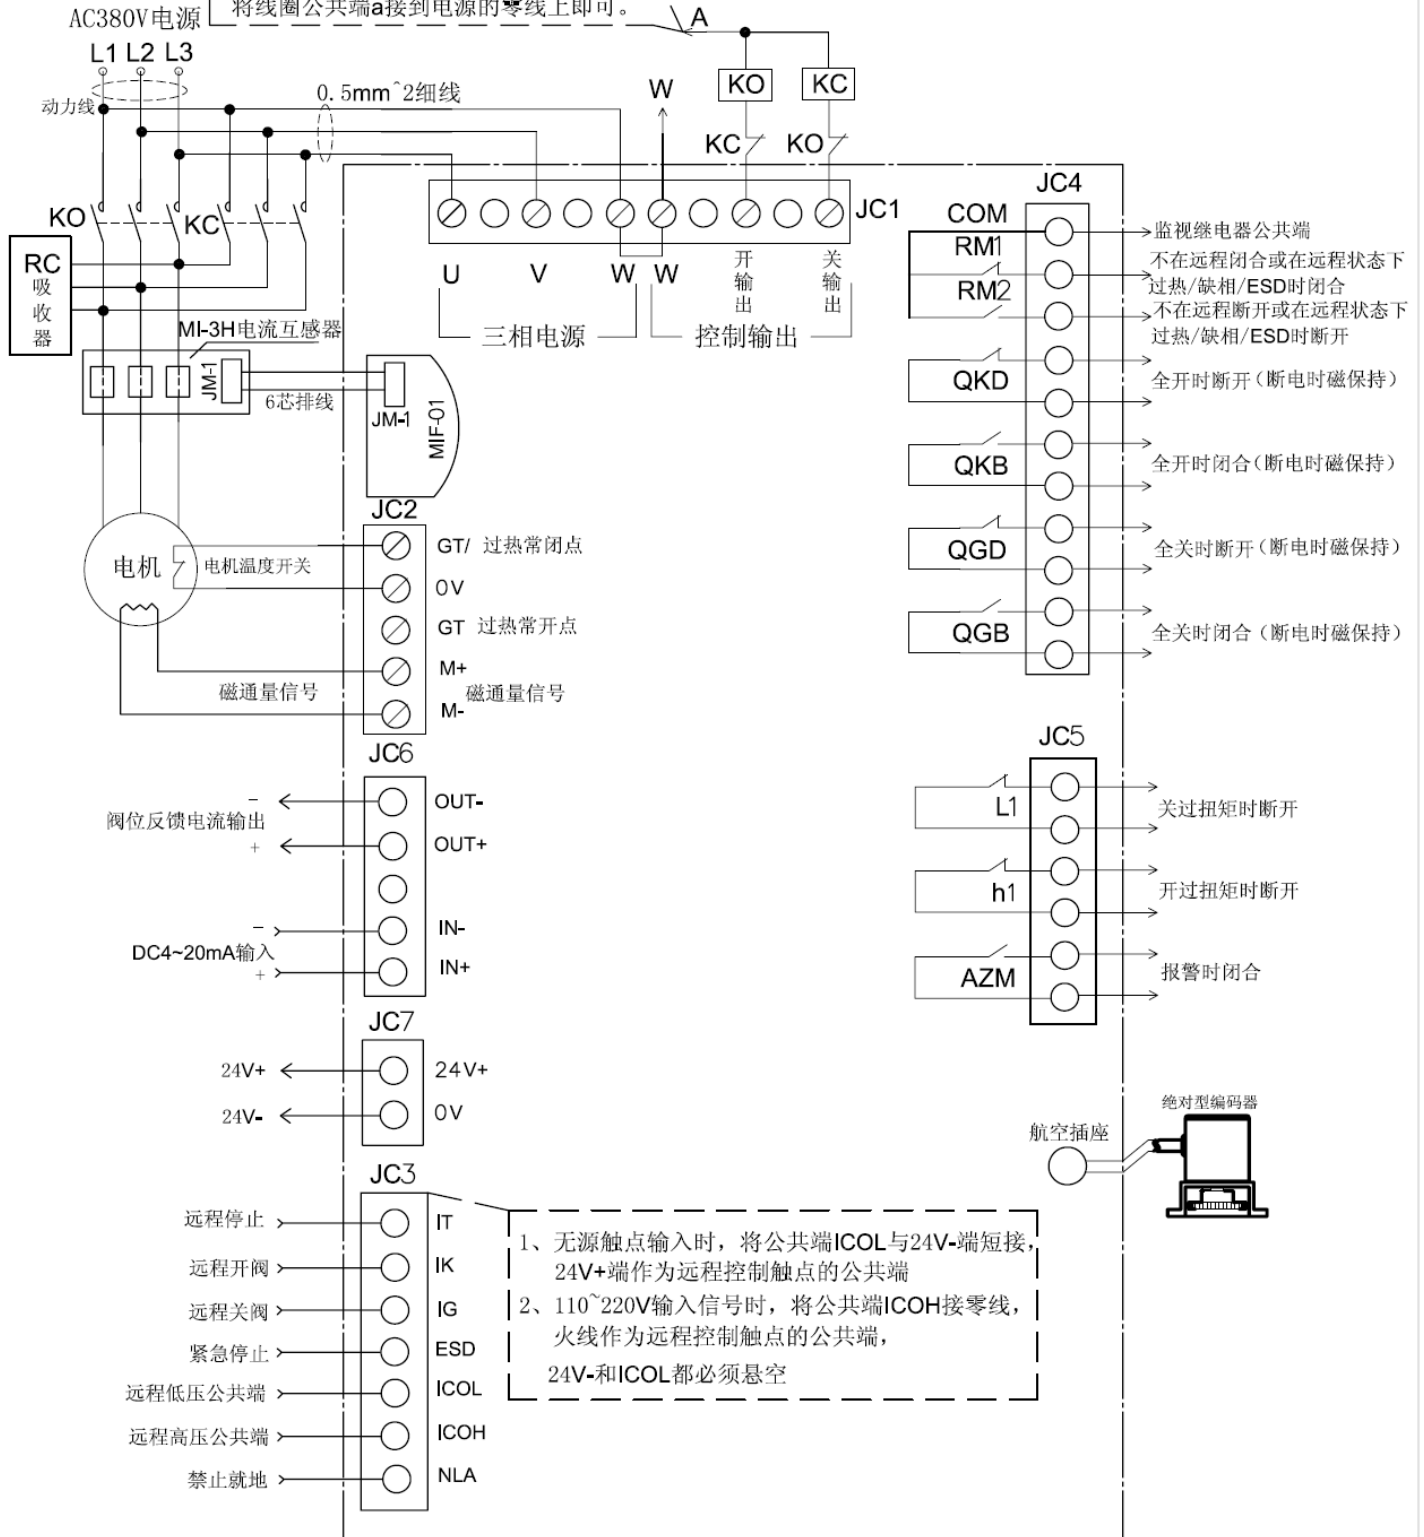 将线圈公共端a接到电源的零线上即可。
AC380V电源
A
L1 L2 L3
KO
KC
W
0.5mm^2细线
动力线
KC
KO
JC1
KO
KC
U
V
W
W
开输出
关输出
三相电源
控制输出
RC
吸
收
器
MI-3H电流互感器
JM-1
6芯排线
JM-1
MIF-01
电机
电机温度开关
磁通量信号
JC2
GT/ 过热常闭点
0V
GT 过热常开点
M+
磁通量信号
M-
JC6
阀位反馈电流输出
-
+
OUT-
OUT+
DC4~20mA输入
-
+
IN-
IN+
JC7
24V+
24V+
24V-
0V
JC3
远程停止
IT
远程开阀
IK
远程关阀
IG
紧急停止
ESD
远程低压公共端
ICOL
远程高压公共端
ICOH
禁止就地
NLA
1、无源触点输入时，将公共端ICOL与24V-端短接，
24V+端作为远程控制触点的公共端
2、110~220V输入信号时，将公共端ICOH接零线，
火线作为远程控制触点的公共端，
24V-和ICOL都必须悬空
JC4
COM
监视继电器公共端
RM1
不在远程闭合或在远程状态下
过热/缺相/ESD时闭合
RM2
不在远程断开或在远程状态下
过热/缺相/ESD时断开
QKD
全开时断开（断电时磁保持）
QKB
全开时闭合(断电时磁保持)
QGD
全关时断开（断电时磁保持）
QGB
全关时闭合（断电时磁保持）
JC5
L1
关过扭矩时断开
h1
开过扭矩时断开
AZM
报警时闭合
绝对型编码器
航空插座